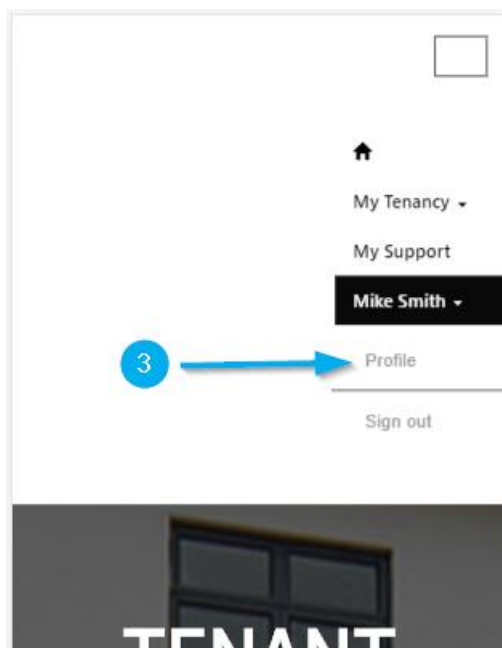 My Tenancy
My Support
Mike Smith
3
Profile
Sign out
TENANT